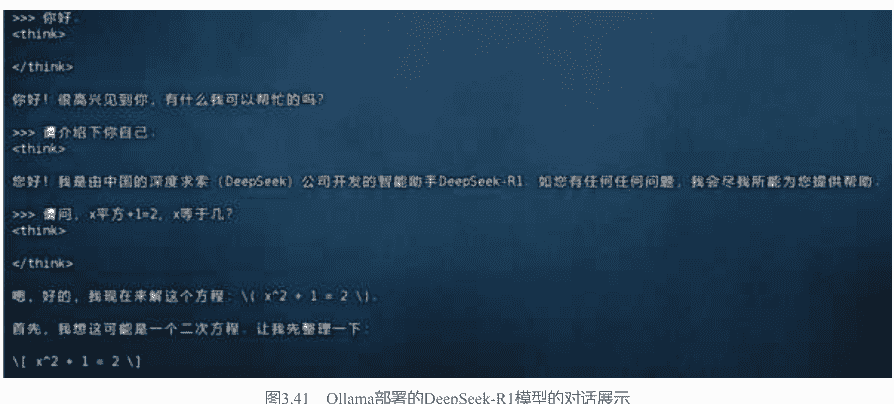 >>> 你好.
<think>
</think>
你好！很高兴见到你，有什么我可以帮忙的吗？
>>> 请介绍下你自己.
<think>
您好！我是由中国的深度求索（DeepSeek）公司开发的智能助手DeepSeek-R1. 如您有任何任何问题，我会尽我所能为您提供帮助.
>>> 请问，x平方+1=2，x等于几？
<think>
</think>
嗯，好的，我现在来解这个方程：\( x^2 + 1 = 2 \).
首先，我想这可能是一个二次方程. 让我先整理一下：
\[ x^2 + 1 = 2 \]
图3.41 Ollama部署的DeepSeek-R1模型的对话展示